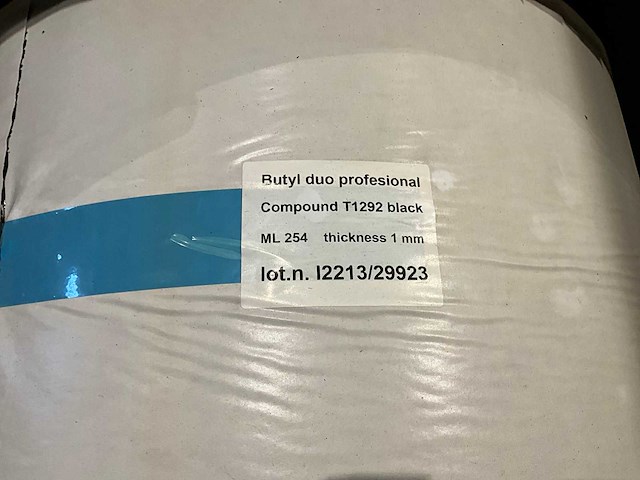 Butyl duo profesional
Compound T1292 black
ML 254 thickness 1 mm
lot.n. I2213/29923